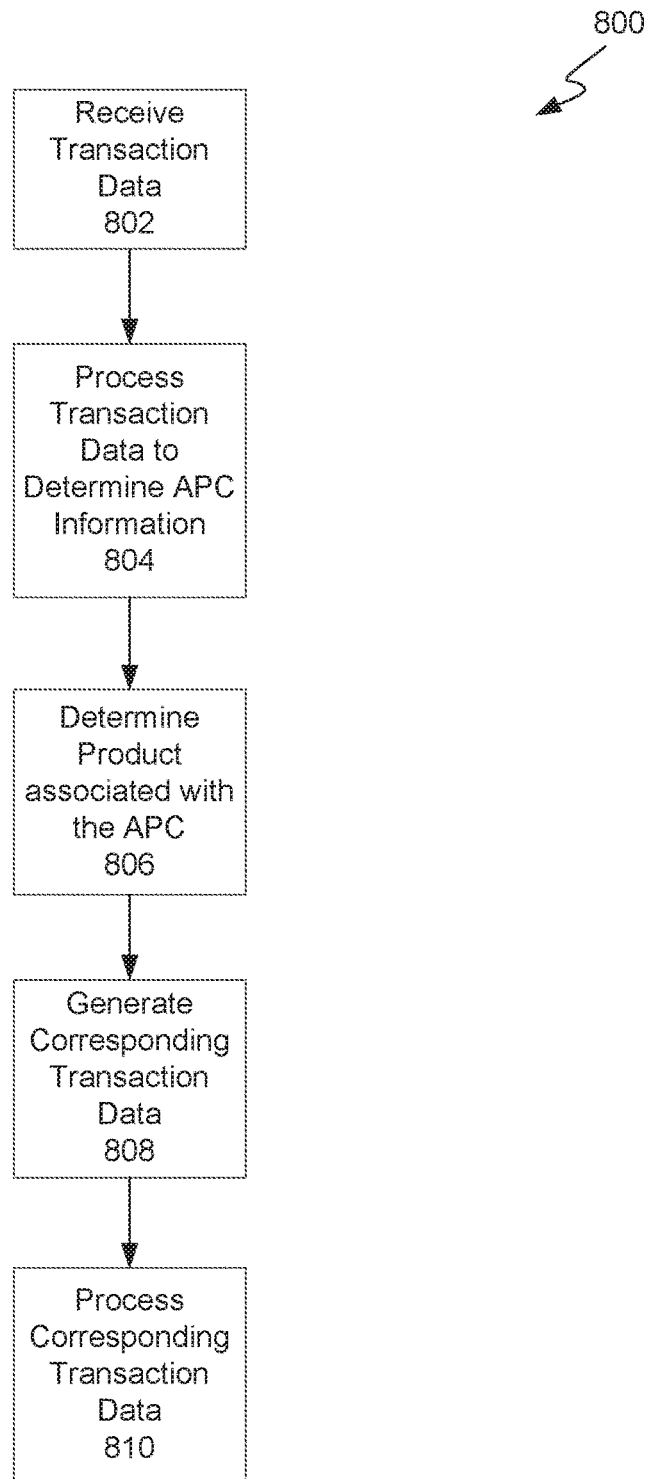 800
Receive
Transaction
Data
802
Process
Transaction
Data to
Determine APC
Information
804
Determine
Product
associated with
the APC
806
Generate
Corresponding
Transaction
Data
808
Process
Corresponding
Transaction
Data
810